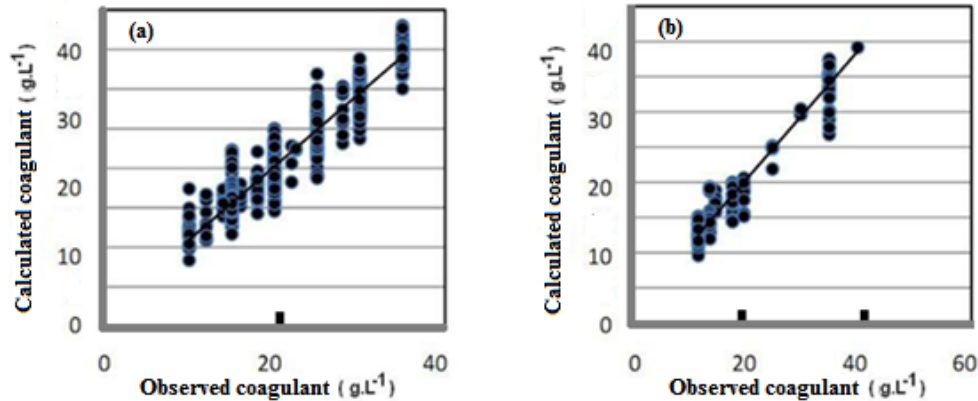 (a)
Calculated coagulant ( g.L-1)
40
30
20
10
0
0 20 40
Observed coagulant ( g.L-1)
(b)
Calculated coagulant ( g.L-1)
40
30
20
10
0
0 20 40 60
Observed coagulant ( g.L-1)